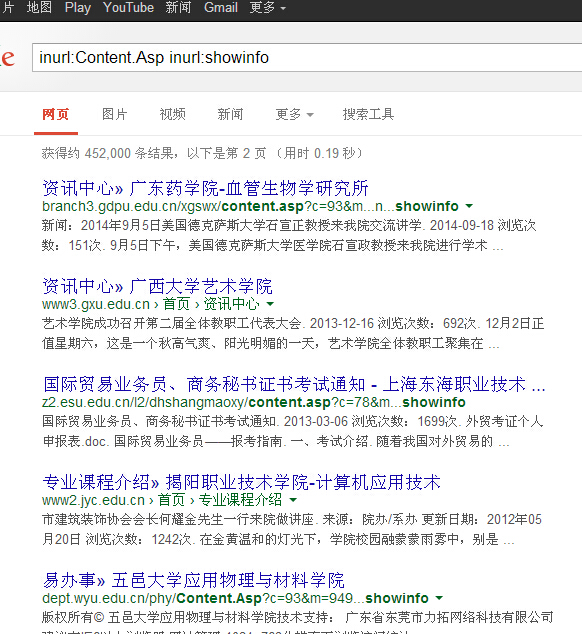 片 地图 Play YouTube 新闻 Gmail 更多
e inurl:Content.Asp inurl:showinfo
网页 图片 视频 新闻 更多 搜索工具
获得约 452,000 条结果，以下是第 2 页 （用时 0.19 秒）
资讯中心» 广东药学院-血管生物学研究所
branch3.gdpu.edu.cn/xgsws/content.asp?c=93&m...n...showinfo
新闻：2014年9月5日美国德克萨斯大学石宣正教授来我院交流讲学. 2014-09-18 浏览次
数：151次. 9月5日下午，美国德克萨斯大学医学院石宣政教授来我院进行学术 ...
资讯中心» 广西大学艺术学院
www3.gxu.edu.cn › 首页 › 资讯中心
艺术学院成功召开第二届全体教职工代表大会. 2013-12-16 浏览次数：692次. 12月2日正
值星期六，这是一个秋高气爽、阳光明媚的一天，艺术学院全体教职工聚集在 ...
国际贸易业务员、商务秘书证书考试通知 - 上海东海职业技术 ...
z2.esu.edu.cn/l2/dhshangmaoxy/content.asp?c=78&m...showinfo
国际贸易业务员、商务秘书证书考试通知. 2013-03-06 浏览次数：1699次. 外贸考证个人
申报表.doc. 国际贸易业务员——报考指南. 一、考试介绍. 随着我国对外贸易的 ...
专业课程介绍» 揭阳职业技术学院-计算机应用技术
www2.jyc.edu.cn › 首页 › 专业课程介绍
市建筑装饰协会会长何耀金先生一行来院做讲座. 来源：院办/系办 更新日期：2012年05
月20日 浏览次数：1242次. 在金黄温和的灯光下，学院校园融蒙蒙雨雾中，别是 ...
易办事» 五邑大学应用物理与材料学院
dept.wyu.edu.cn/phy/Content.Asp?c=93&m=949...showinfo
版权所有© 五邑大学应用物理与材料学院技术支持： 广东省东莞市力拓网络科技有限公司